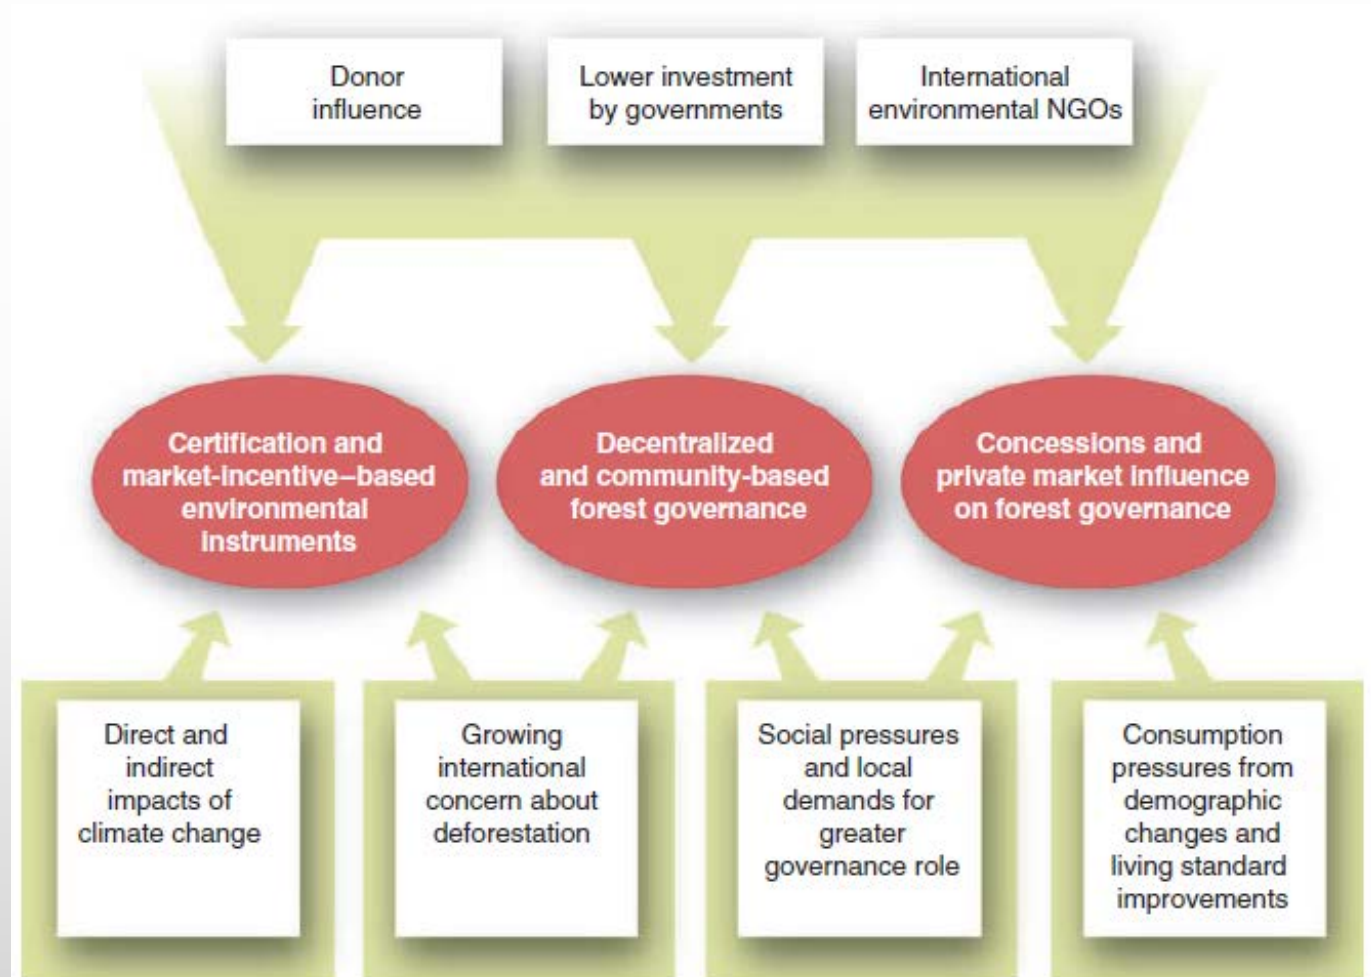 Donor
influence
Lower investment
by governments
International
environmental NGOs
Certification and
market-incentive–based
environmental
instruments
Decentralized
and community-based
forest governance
Concessions and
private market influence
on forest governance
Direct and
indirect
impacts of
climate change
Growing
international
concern about
deforestation
Social pressures
and local
demands for
greater
governance role
Consumption
pressures from
demographic
changes and
living standard
improvements